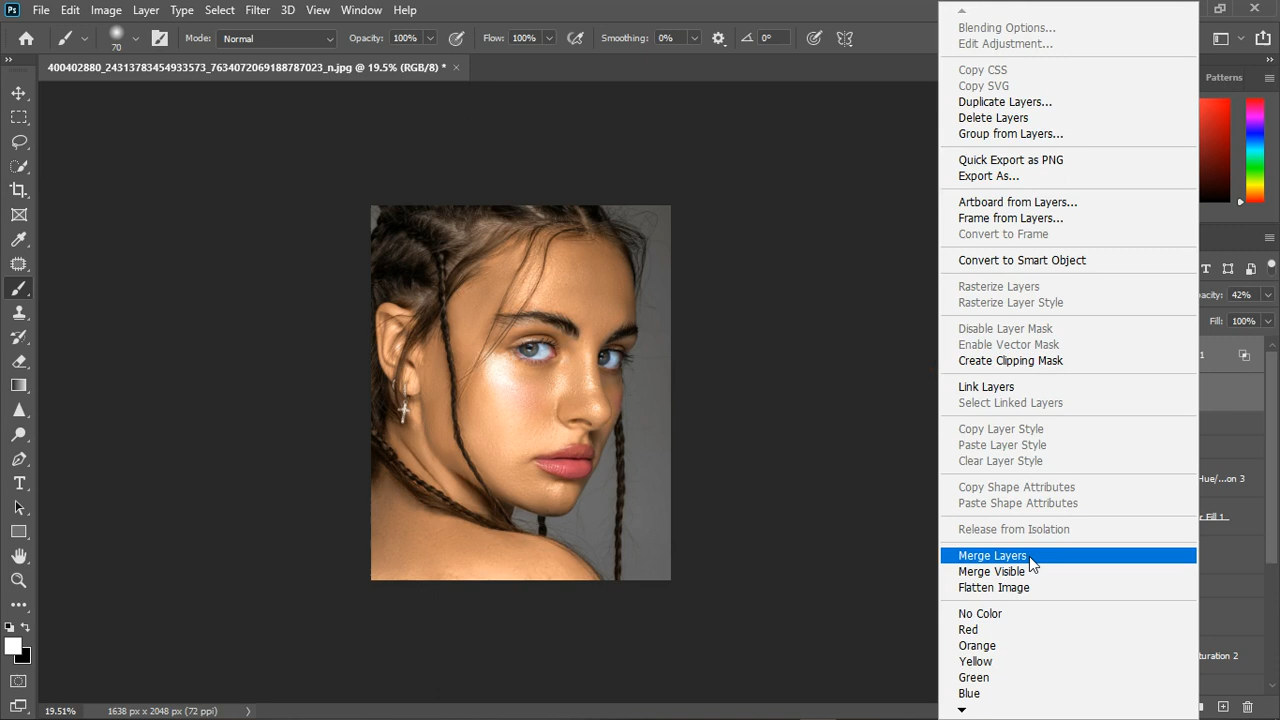 Ps File Edit Image Layer Type Select Filter 3D View Window Help
70 Mode: Normal Opacity: 100% Flow: 100% Smoothing: 0% 0°
400402880_24313783454933573_7634072069188787023_n.jpg @ 19.5% (RGB/8) *
Patterns
Blending Options...
Edit Adjustment...
Copy CSS
Copy SVG
Duplicate Layers...
Delete Layers
Group from Layers...
Quick Export as PNG
Export As...
Artboard from Layers...
Frame from Layers...
Convert to Frame
Convert to Smart Object
Rasterize Layers
Rasterize Layer Style
Disable Layer Mask
Enable Vector Mask
Create Clipping Mask
Link Layers
Select Linked Layers
Copy Layer Style
Paste Layer Style
Clear Layer Style
Copy Shape Attributes
Paste Shape Attributes
Release from Isolation
Merge Layers
Merge Visible
Flatten Image
No Color
Red
Orange
Yellow
Green
Blue
acity: 42%
Fill: 100%
1
Hue/...on 3
r Fill 1
turation 2
19.51% 1638 px x 2048 px (72 ppi)